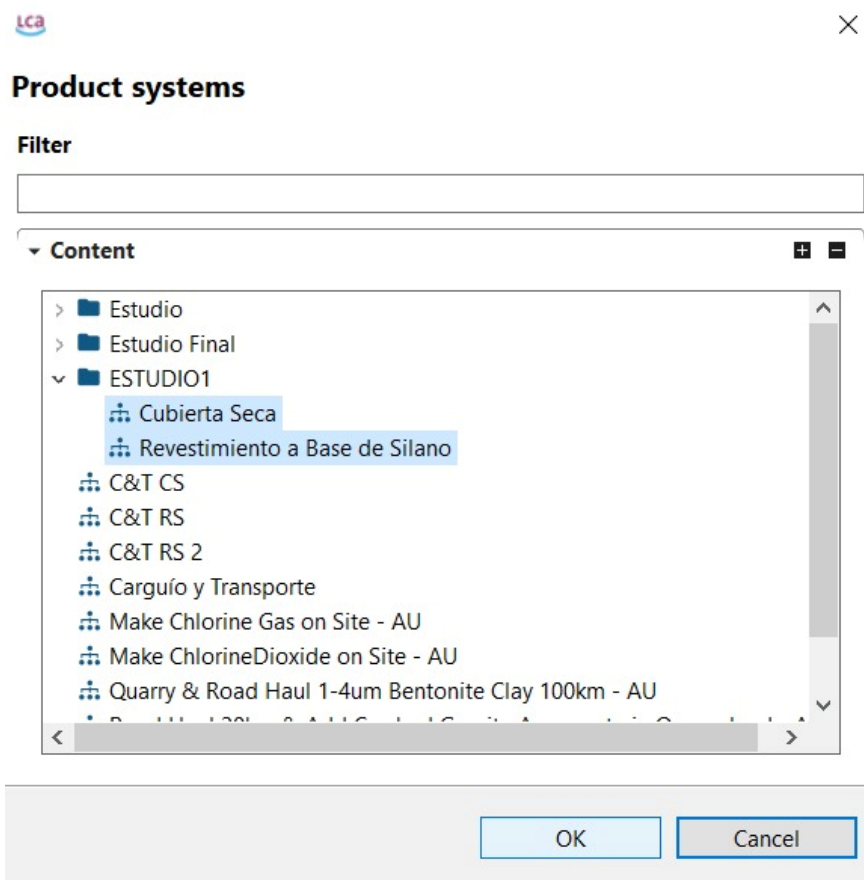 LCA
Product systems
Filter
Content
Estudio
Estudio Final
ESTUDIO1
Cubierta Seca
Revestimiento a Base de Silano
C&T CS
C&T RS
C&T RS 2
Carguío y Transporte
Make Chlorine Gas on Site - AU
Make ChlorineDioxide on Site - AU
Quarry & Road Haul 1-4um Bentonite Clay 100km - AU
OK Cancel